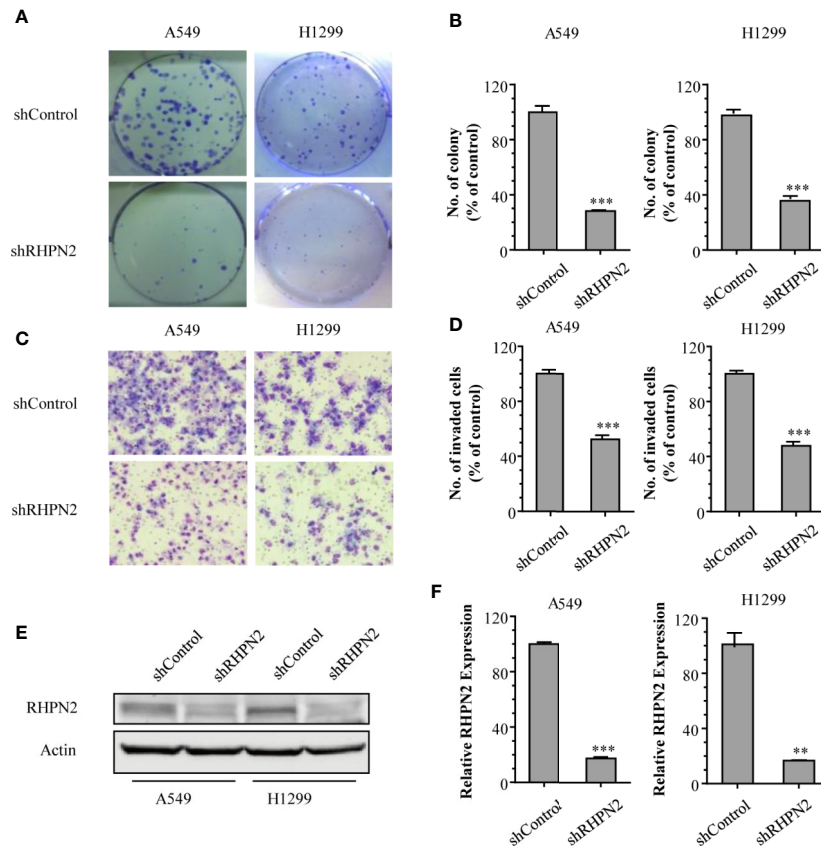 A
A549
H1299
shControl
shRHPN2
B
A549
H1299
No. of colony
(% of control)
120
80
40
0
***
shControl
shRHPN2
No. of colony
(% of control)
120
80
40
0
***
shControl
shRHPN2
C
A549
H1299
shControl
shRHPN2
D
A549
H1299
No. of invaded cells
(% of control)
120
80
40
0
***
shControl
shRHPN2
No. of invaded cells
(% of control)
120
80
40
0
***
shControl
shRHPN2
E
shControl
shRHPN2
shControl
shRHPN2
RHPN2
Actin
A549
H1299
F
A549
H1299
Relative RHPN2 Expression
120
80
40
0
***
shControl
shRHPN2
Relative RHPN2 Expression
120
80
40
0
**
shControl
shRHPN2